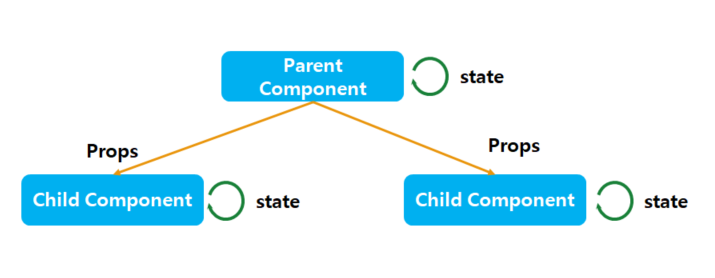 Parent
Component
state
Props
Props
Child Component
state
Child Component
state